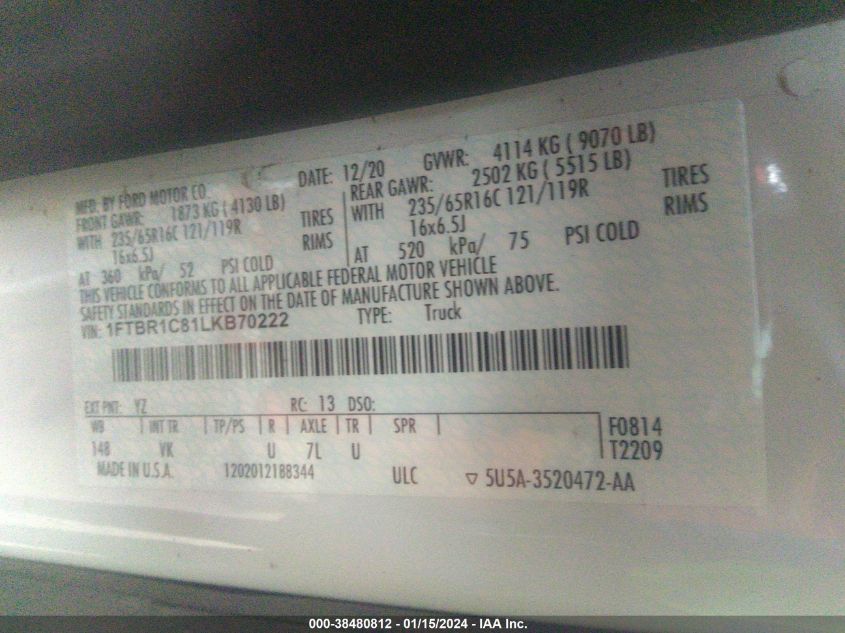 MFD. BY FORD MOTOR CO. DATE: 12/20 GVWR: 4114 KG ( 9070 LB)
FRONT GAWR: 1873 KG ( 4130 LB) REAR GAWR: 2502 KG ( 5515 LB)
WITH 235/65R16C 121/119R TIRES WITH 235/65R16C 121/119R TIRES
16x6.5J RIMS 16x6.5J RIMS
AT 360 kPa/ 52 PSI COLD AT 520 kPa/ 75 PSI COLD
THIS VEHICLE CONFORMS TO ALL APPLICABLE FEDERAL MOTOR VEHICLE
SAFETY STANDARDS IN EFFECT ON THE DATE OF MANUFACTURE SHOWN ABOVE.
VIN: 1FTBR1C81LKB70222 TYPE: Truck
EXT PNT: YZ RC: 13 DSO:
WB INT TR TP/PS R AXLE TR SPR F0814
148 VK U 7L U T2209
MADE IN U.S.A. 1202012188344 ULC ▽ 5U5A-3520472-AA
000-38480812 - 01/15/2024 - IAA Inc.